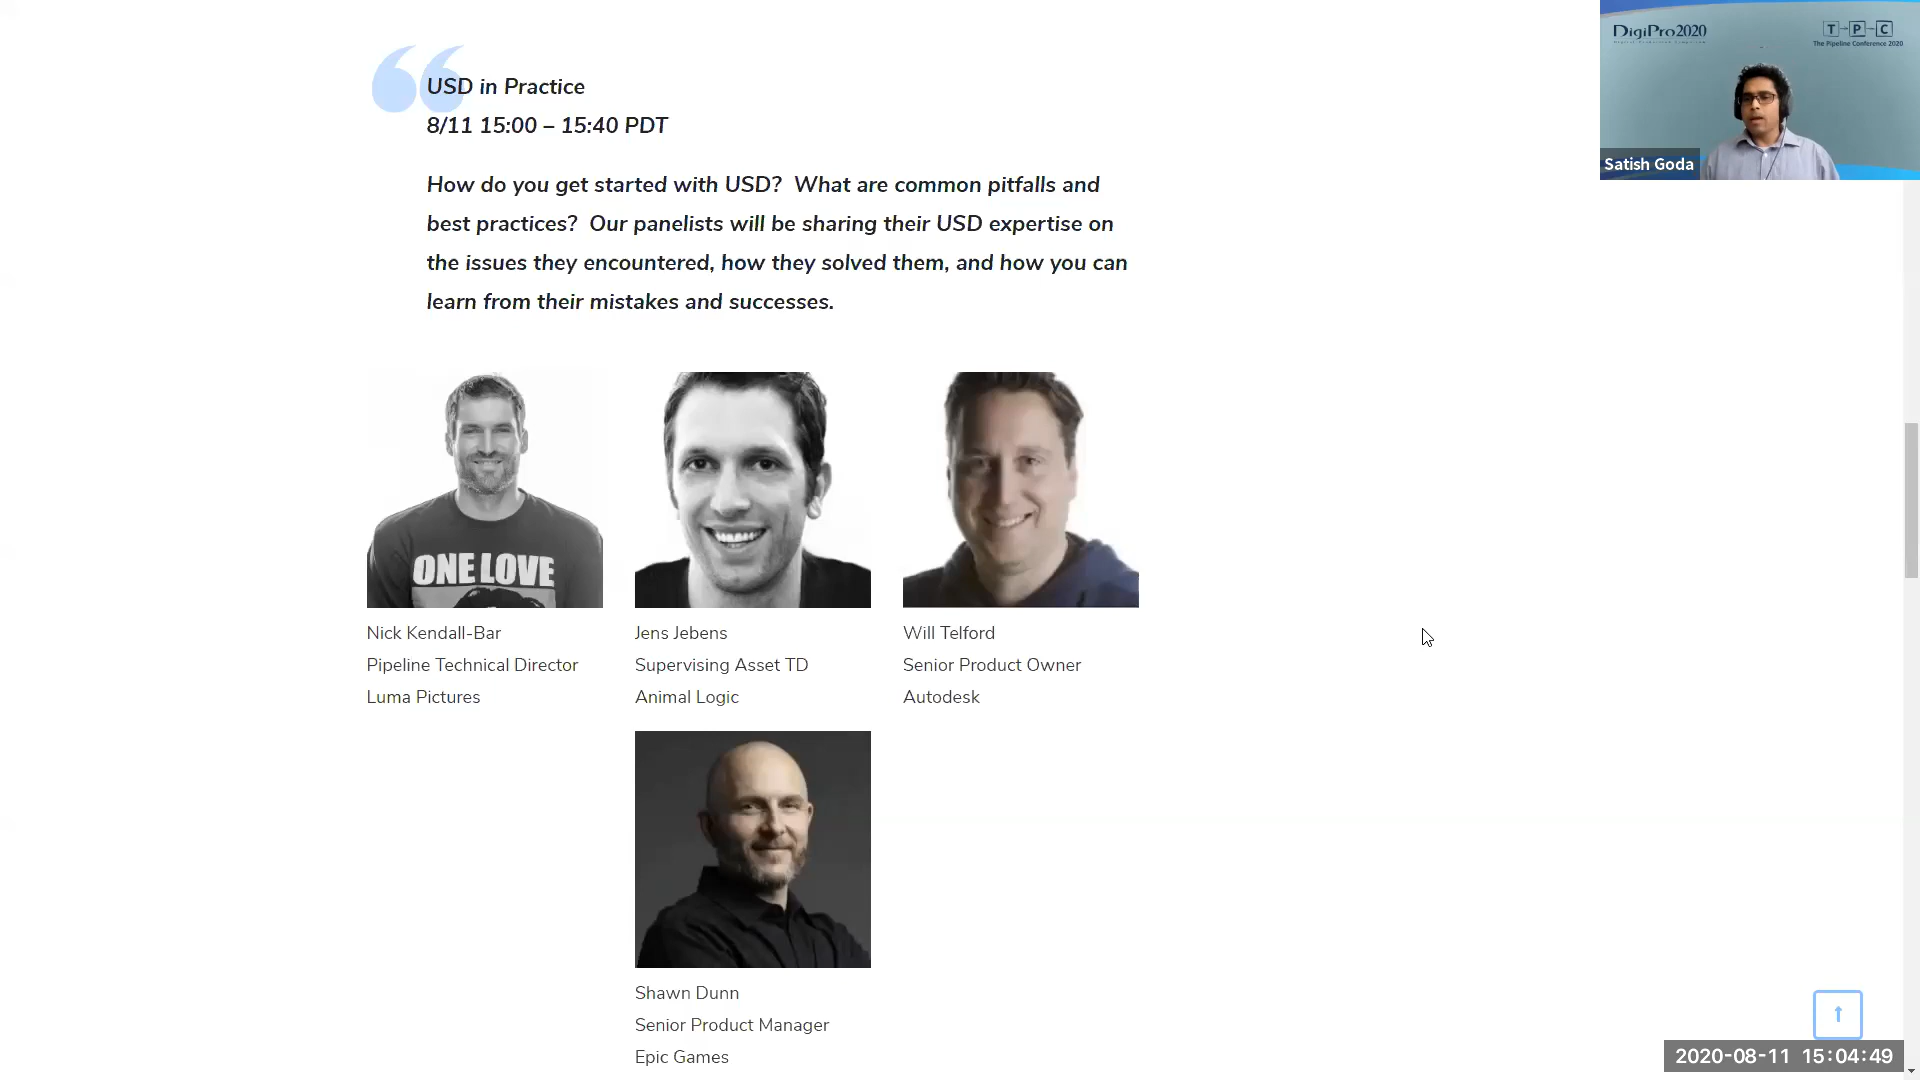 USD in Practice
8/11 15:00 – 15:40 PDT
How do you get started with USD?  What are common pitfalls and
best practices?  Our panelists will be sharing their USD expertise on
the issues they encountered, how they solved them, and how you can
learn from their mistakes and successes.
ONE LOVE
Nick Kendall-Bar
Pipeline Technical Director
Luma Pictures
Jens Jebens
Supervising Asset TD
Animal Logic
Will Telford
Senior Product Owner
Autodesk
Shawn Dunn
Senior Product Manager
Epic Games
DigiPro2020
T-P-C
The Pipeline Conference 2020
Satish Goda
2020-08-11 15:04:49